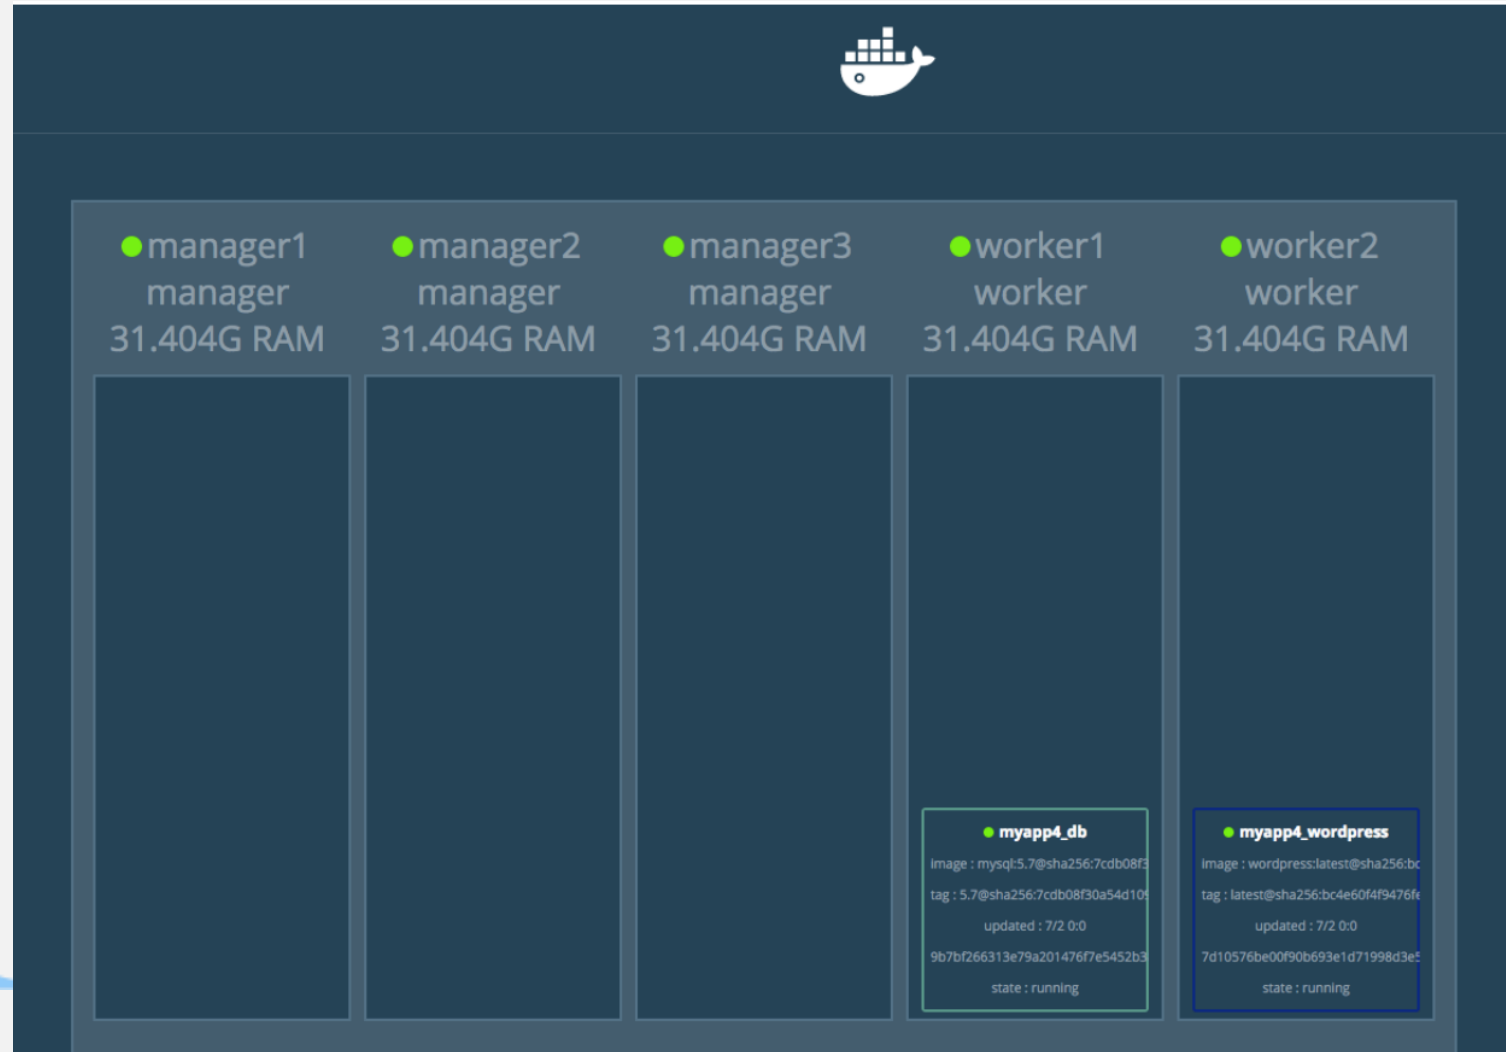 manager1
manager
31.404G RAM
manager2
manager
31.404G RAM
manager3
manager
31.404G RAM
worker1
worker
31.404G RAM
worker2
worker
31.404G RAM
myapp4_db
image : mysql:5.7@sha256:7cdb08f3
tag : 5.7@sha256:7cdb08f30a54d109
updated : 7/2 0:0
9b7bf266313e79a201476f7e5452b3
state : running
myapp4_wordpress
image : wordpress:latest@sha256:bc
tag : latest@sha256:bc4e60f4f9476fe
updated : 7/2 0:0
7d10576be00f90b693e1d71998d3e5
state : running